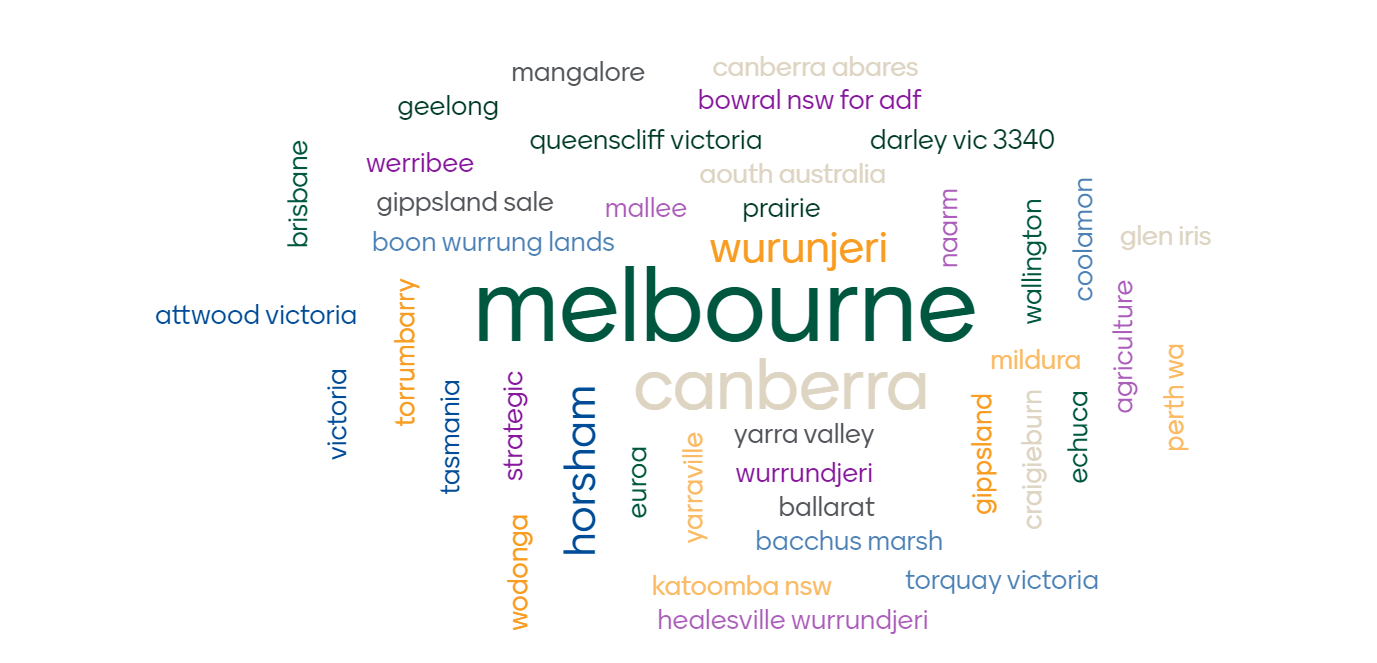 mangalore
canberra abares
geelong
bowral nsw for adf
queenscliff victoria
darley vic 3340
brisbane
werribee
aouth australia
gippsland sale
mallee
prairie
naarm
wallington
coolamon
glen iris
boon wurrung lands
wurunjeri
attwood victoria
torrumbarry
melbourne
agriculture
mildura
perth wa
victoria
tasmania
strategic
horsham
canberra
gippsland
craigieburn
echuca
euroa
yarraville
yarra valley
wurrundjeri
ballarat
wodonga
bacchus marsh
katoomba nsw
torquay victoria
healesville wurrundjeri